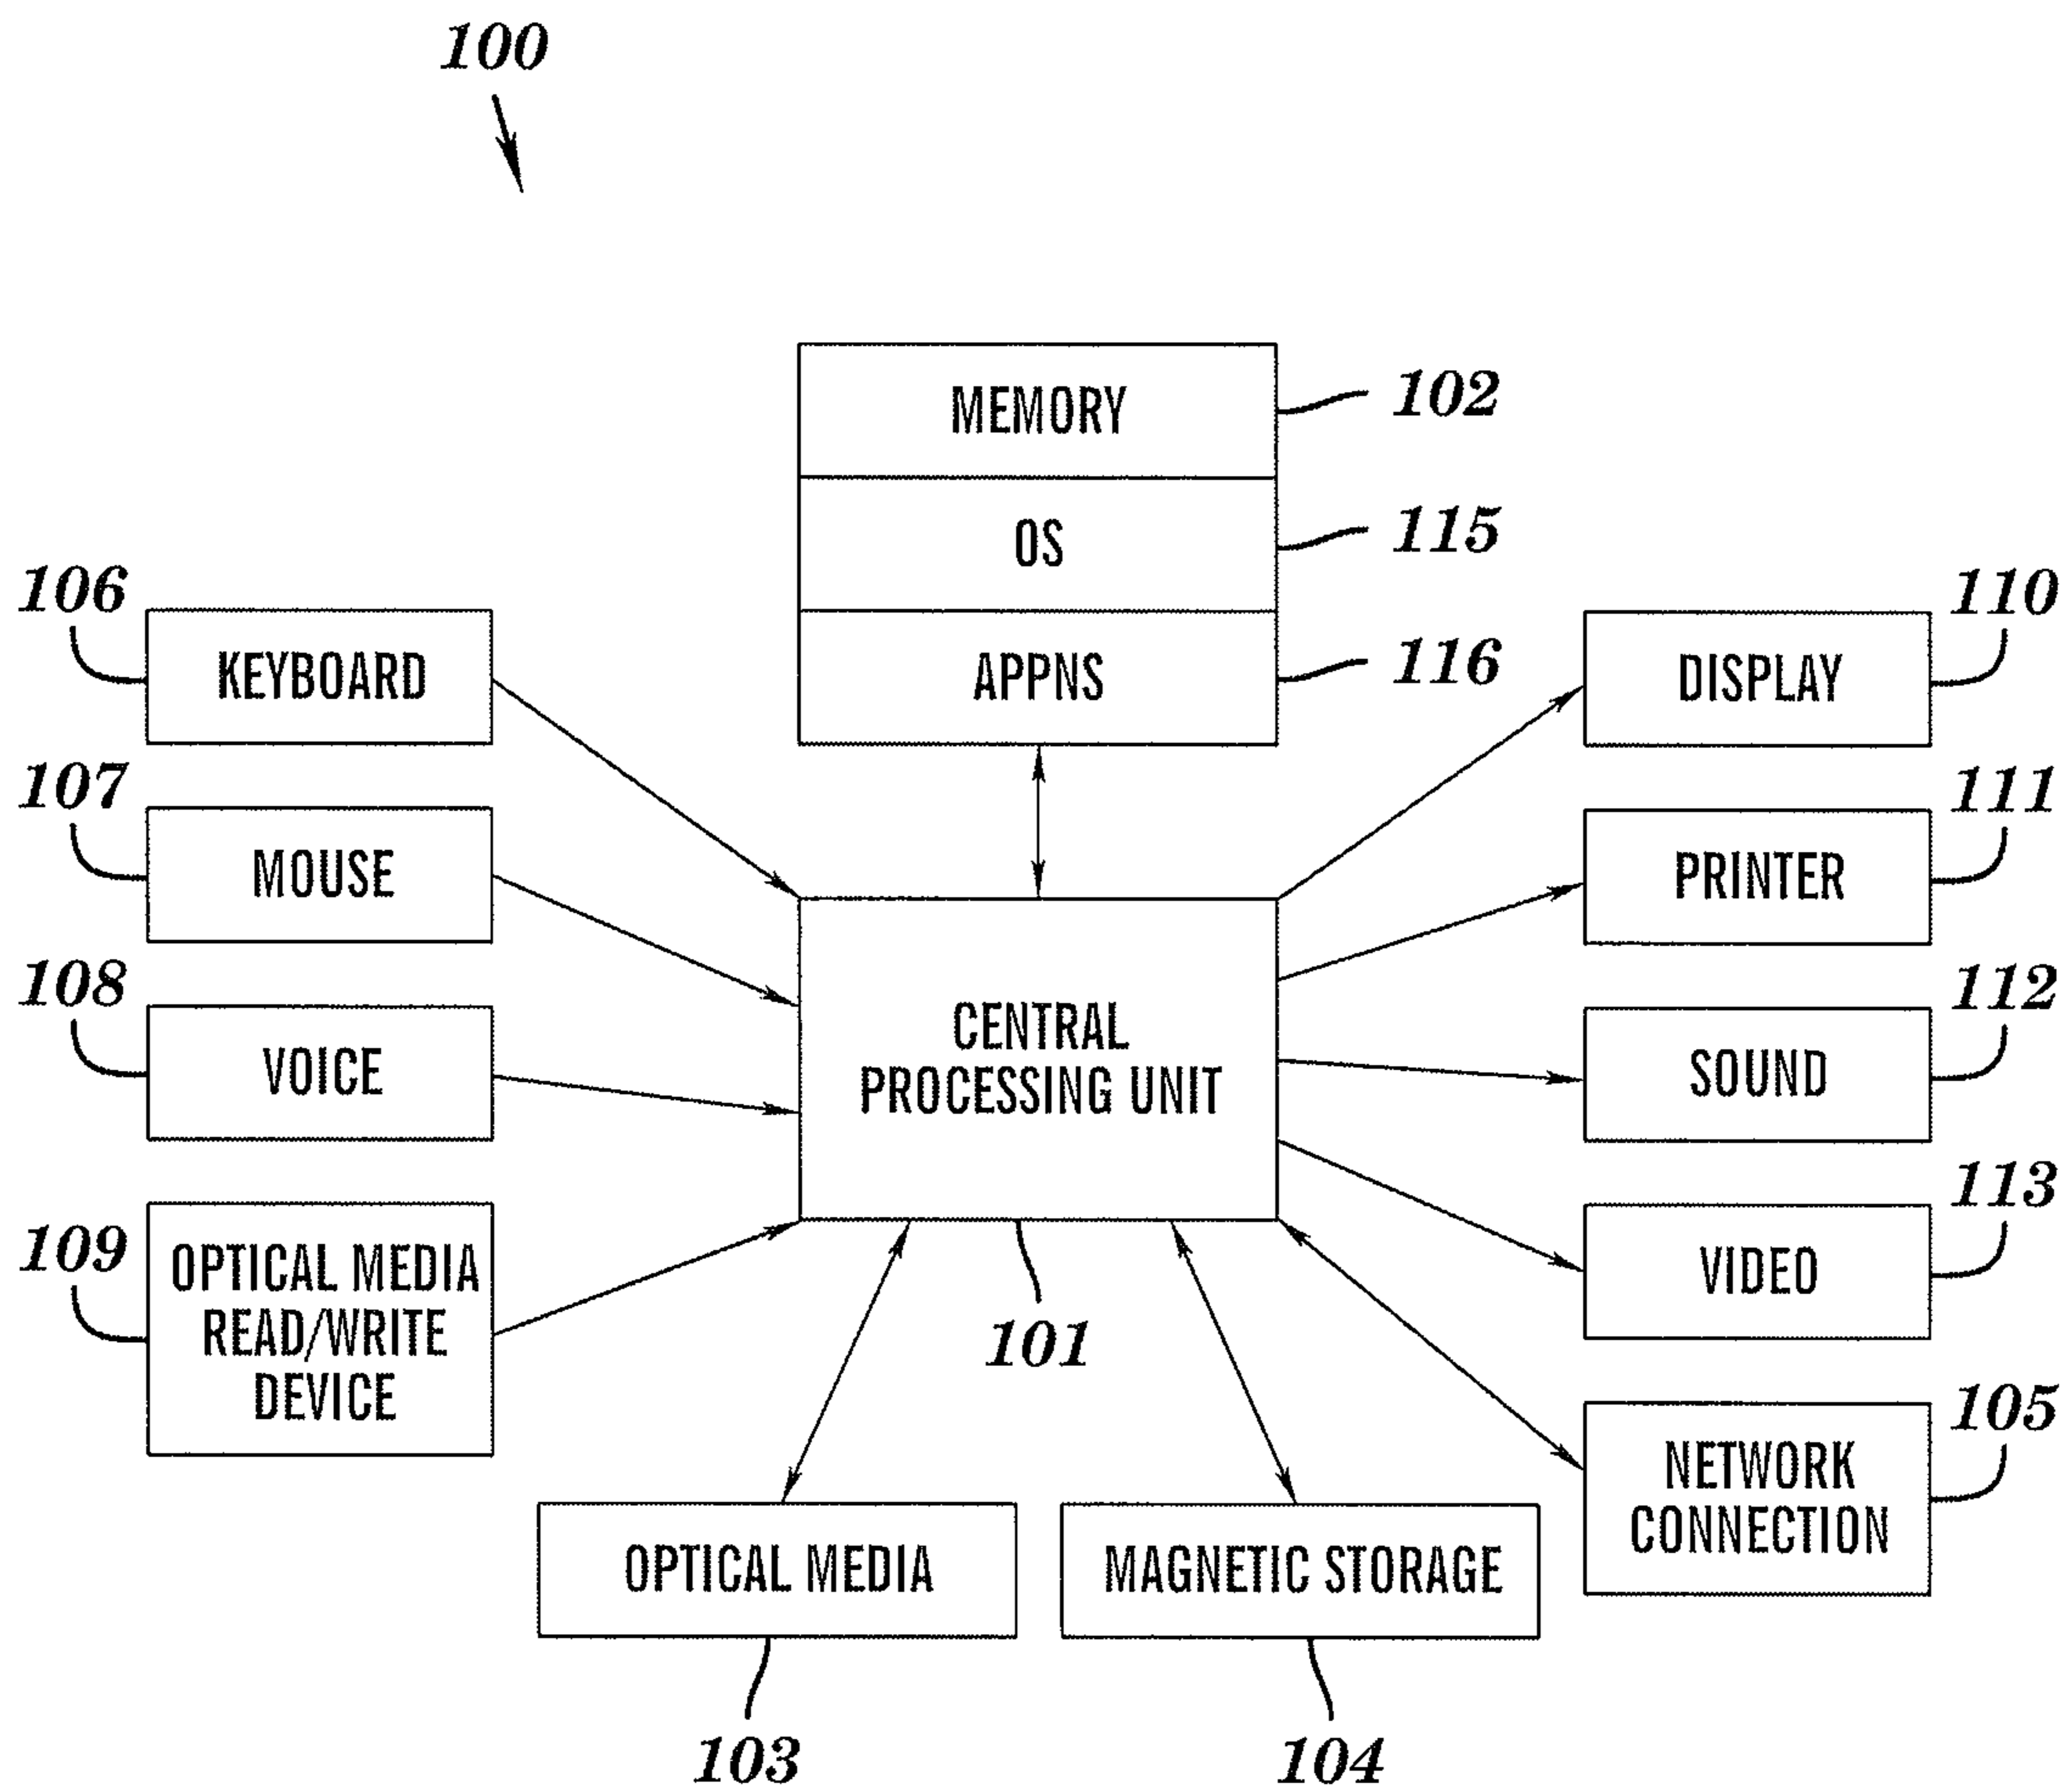 100
MEMORY
102
OS
115
APPNS
116
106
KEYBOARD
107
MOUSE
108
VOICE
109
OPTICAL MEDIA
READ/WRITE
DEVICE
CENTRAL
PROCESSING UNIT
101
110
DISPLAY
111
PRINTER
112
SOUND
113
VIDEO
105
NETWORK
CONNECTION
OPTICAL MEDIA
103
MAGNETIC STORAGE
104